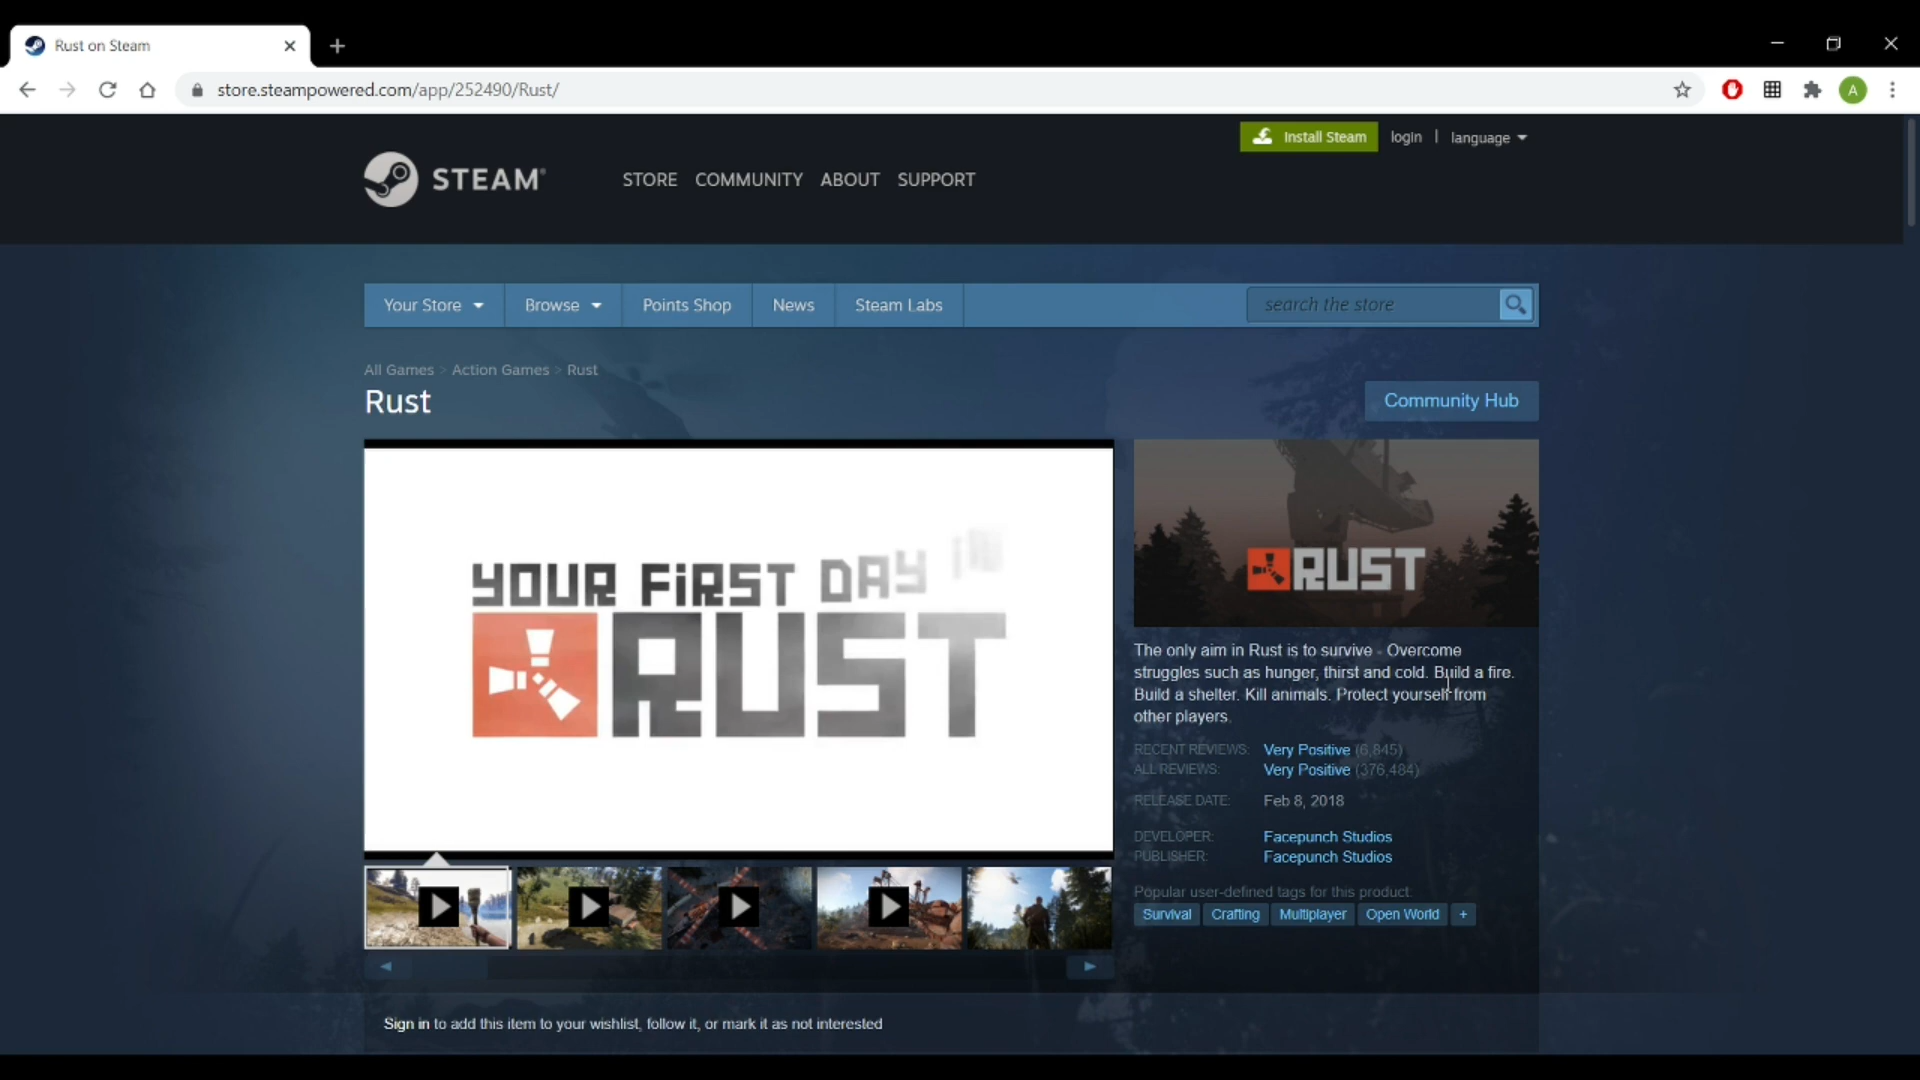 Rust on Steam
store.steampowered.com/app/252490/Rust/
A
Install Steam
login | language
STEAM
STORE COMMUNITY ABOUT SUPPORT
Your Store Browse Points Shop News Steam Labs
search the store
All Games > Action Games > Rust
Rust
Community Hub
YOUR FiRST DAY iN
RUST
RUST
The only aim in Rust is to survive - Overcome
struggles such as hunger, thirst and cold. Build a fire.
Build a shelter. Kill animals. Protect yourself from
other players.
RECENT REVIEWS: Very Positive (6,845)
ALL REVIEWS: Very Positive (376,484)
RELEASE DATE: Feb 8, 2018
DEVELOPER: Facepunch Studios
PUBLISHER: Facepunch Studios
Popular user-defined tags for this product:
Survival Crafting Multiplayer Open World +
Sign in to add this item to your wishlist, follow it, or mark it as not interested